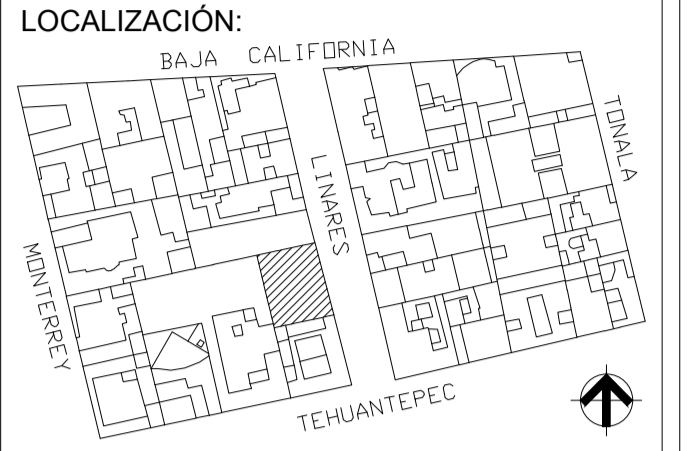 LOCALIZACIÓN:
BAJA CALIFORNIA
TONALA
LINARES
MONTERREY
TEHUANTEPEC